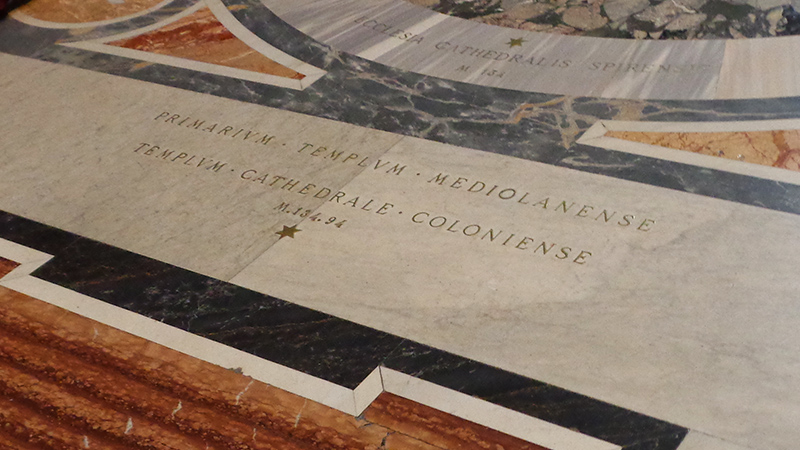 ECCLESIA CATHEDRALIS SPIRENSIS
M. 134
PRIMARIVM · TEMPLVM · MEDIOLANENSE
TEMPLVM · CATHEDRALE · COLONIENSE
M.134.94